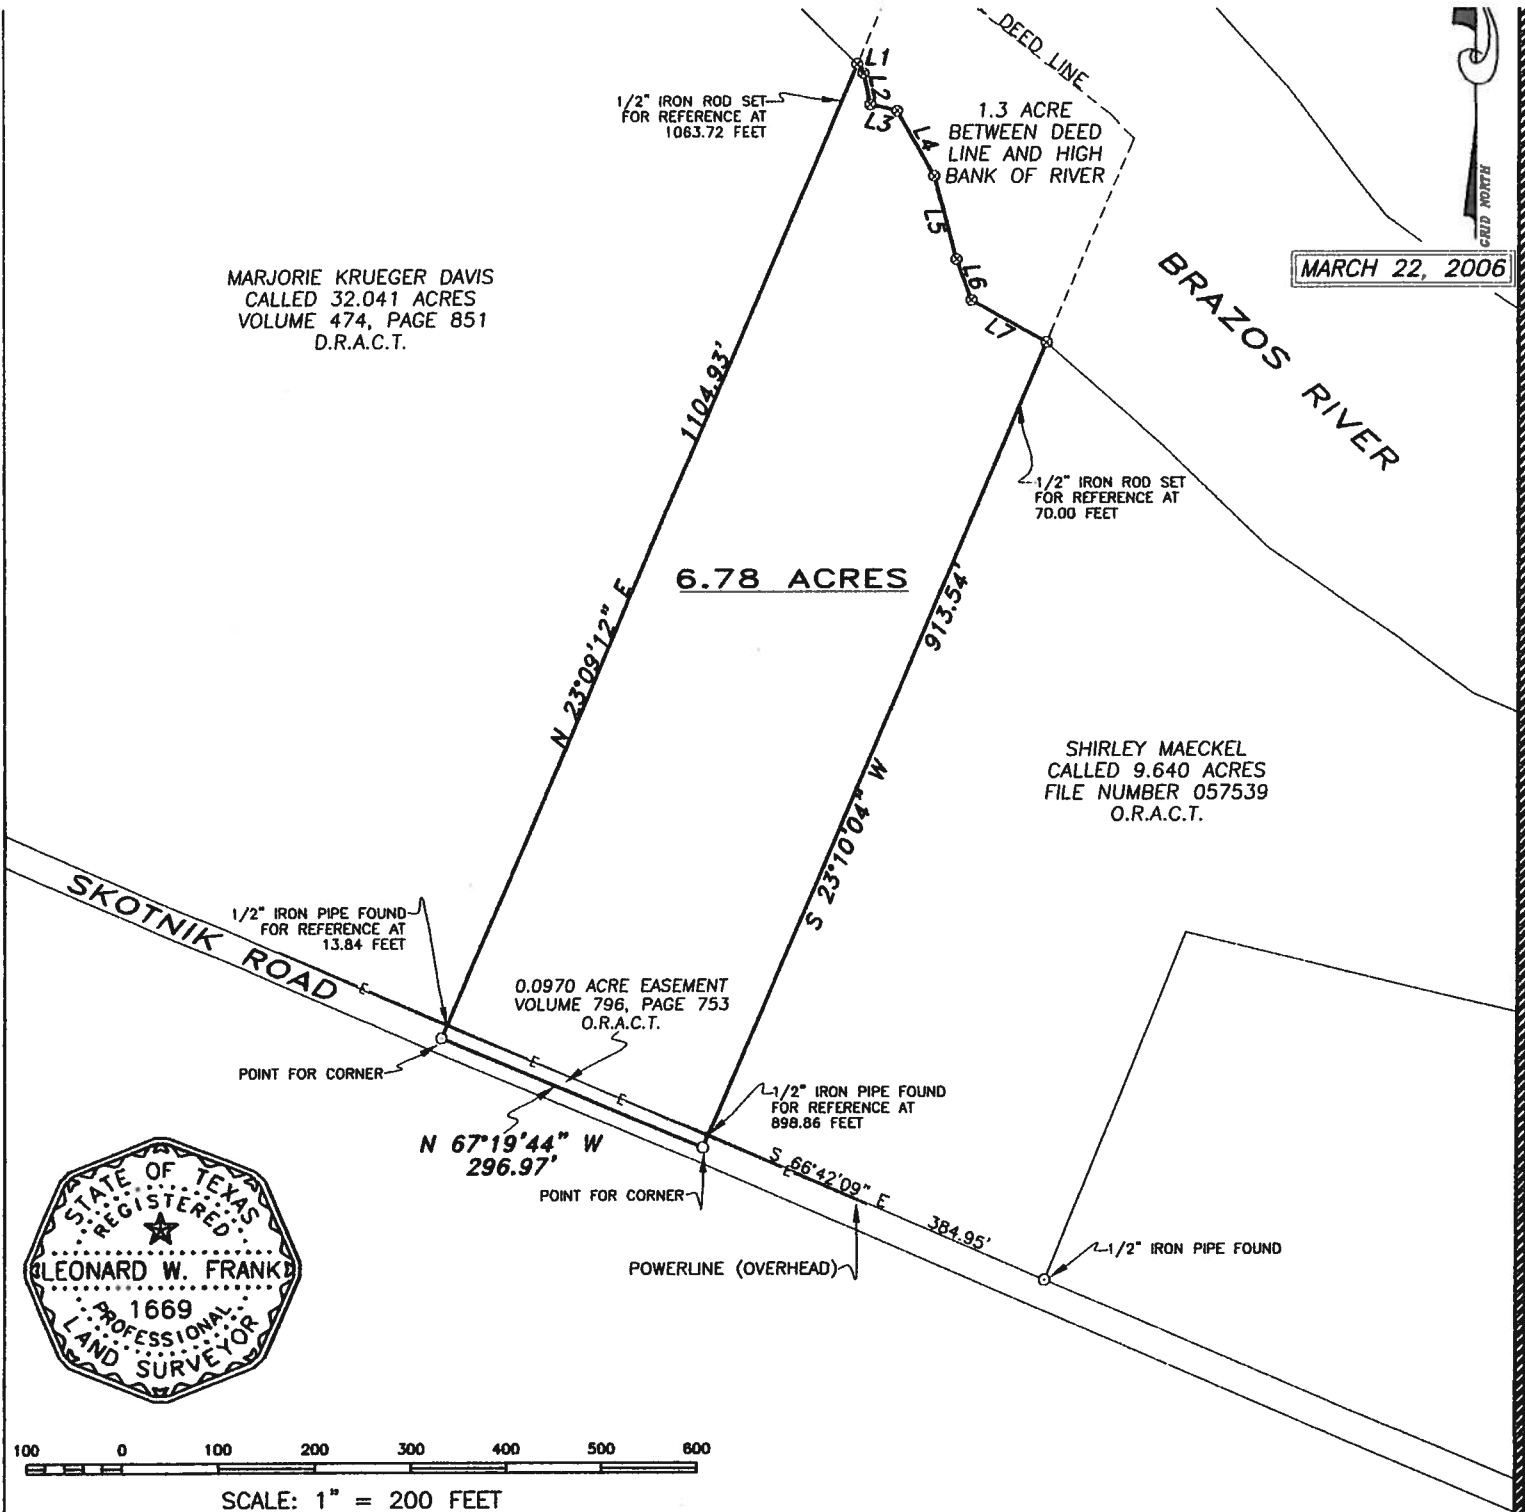 L1
L2
L3
L4
L5
L6
L7
DEED LINE
1/2" IRON ROD SET
FOR REFERENCE AT
1063.72 FEET
1.3 ACRE
BETWEEN DEED
LINE AND HIGH
BANK OF RIVER
GRID NORTH
MARCH 22, 2006
BRAZOS RIVER
MARJORIE KRUEGER DAVIS
CALLED 32.041 ACRES
VOLUME 474, PAGE 851
D.R.A.C.T.
N 23°09'12" E 1104.93'
1/2" IRON ROD SET
FOR REFERENCE AT
70.00 FEET
6.78 ACRES
S 23°10'04" W 913.54'
SHIRLEY MAECKEL
CALLED 9.640 ACRES
FILE NUMBER 057539
O.R.A.C.T.
SKOTNIK ROAD
1/2" IRON PIPE FOUND
FOR REFERENCE AT
13.84 FEET
E
0.0970 ACRE EASEMENT
VOLUME 796, PAGE 753
O.R.A.C.T.
E
E
POINT FOR CORNER
1/2" IRON PIPE FOUND
FOR REFERENCE AT
898.86 FEET
N 67°19'44" W
296.97'
POINT FOR CORNER
S 66°42'09" E 384.95'
E
1/2" IRON PIPE FOUND
POWERLINE (OVERHEAD)
STATE OF TEXAS
REGISTERED
LEONARD W. FRANK
1669
PROFESSIONAL
LAND SURVEYOR
100 0 100 200 300 400 500 600
SCALE: 1" = 200 FEET